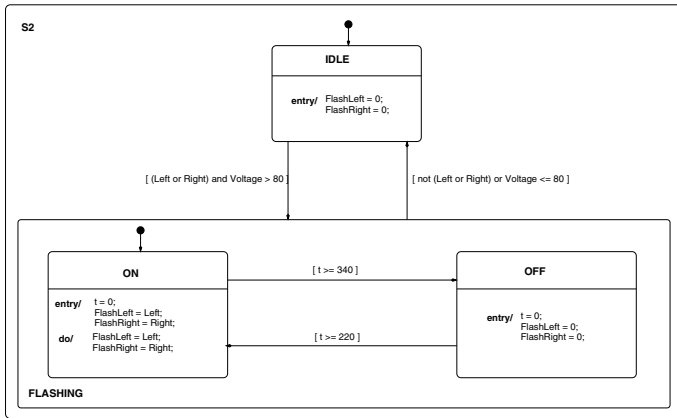 S2
IDLE
entry/ FlashLeft = 0;
FlashRight = 0;
[ (Left or Right) and Voltage > 80 ]
[ not (Left or Right) or Voltage <= 80 ]
ON
entry/ t = 0;
FlashLeft = Left;
FlashRight = Right;
do/ FlashLeft = Left;
FlashRight = Right;
[ t >= 340 ]
[ t >= 220 ]
OFF
entry/ t = 0;
FlashLeft = 0;
FlashRight = 0;
FLASHING